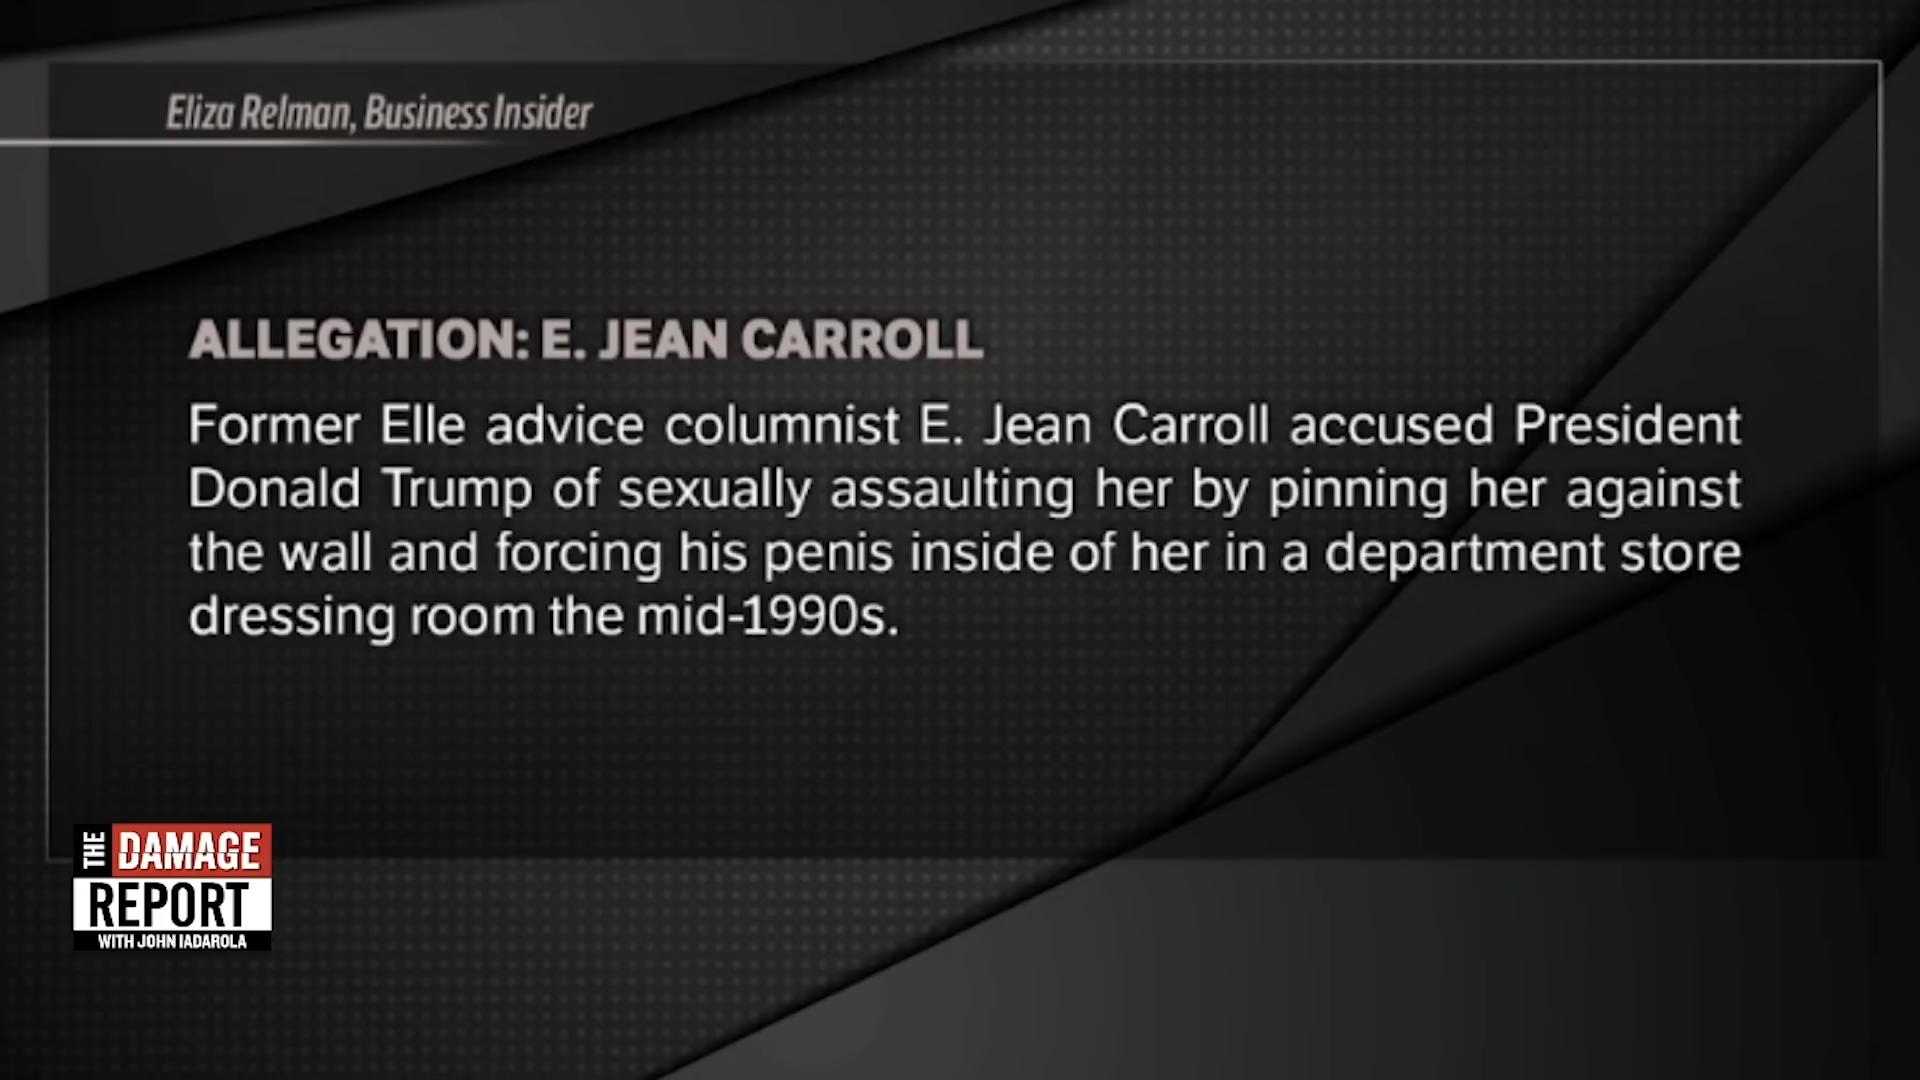 Eliza Relman, Business Insider
ALLEGATION: E. JEAN CARROLL
Former Elle advice columnist E. Jean Carroll accused President
Donald Trump of sexually assaulting her by pinning her against
the wall and forcing his penis inside of her in a department store
dressing room the mid-1990s.
THE DAMAGE
REPORT
WITH JOHN IADAROLA